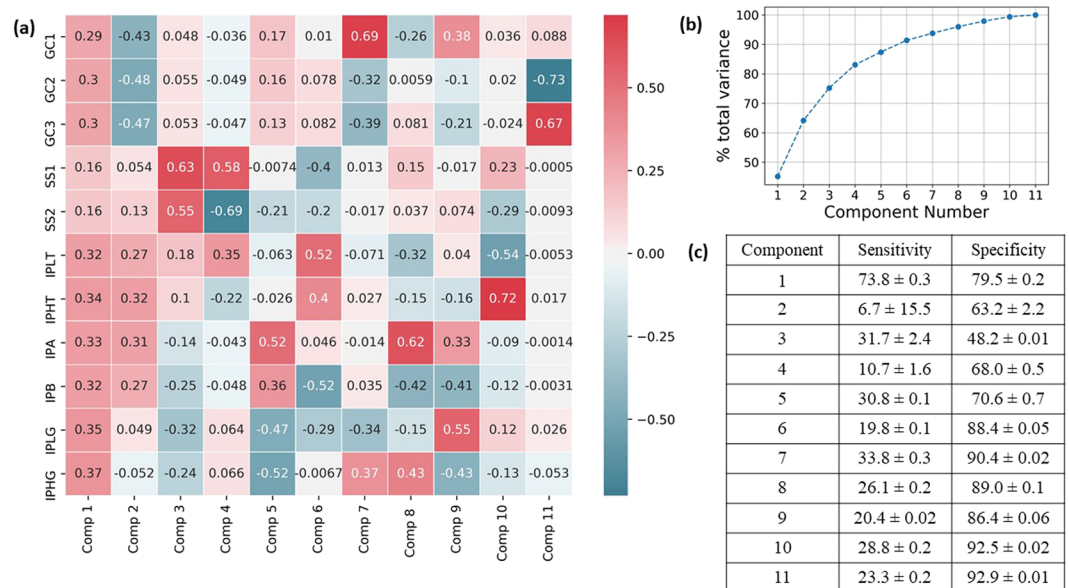 (a)
GC1 0.29 -0.43 0.048 -0.036 0.17 0.01 0.69 -0.26 0.38 0.036 0.088
GC2 0.3 -0.48 0.055 -0.049 0.16 0.078 -0.32 0.0059 -0.1 0.02 -0.73
GC3 0.3 -0.47 0.053 -0.047 0.13 0.082 -0.39 0.081 -0.21 -0.024 0.67
SS1 0.16 0.054 0.63 0.58 -0.0074 -0.4 0.013 0.15 -0.017 0.23 -0.0005
SS2 0.16 0.13 0.55 -0.69 -0.21 -0.2 -0.017 0.037 0.074 -0.29 -0.0093
IPLT 0.32 0.27 0.18 0.35 -0.063 0.52 -0.071 -0.32 0.04 -0.54 -0.0053
IPHT 0.34 0.32 0.1 -0.22 -0.026 0.4 0.027 -0.15 -0.16 0.72 0.017
IPA 0.33 0.31 -0.14 -0.043 0.52 0.046 -0.014 0.62 0.33 -0.09 -0.0014
IPB 0.32 0.27 -0.25 -0.048 0.36 -0.52 0.035 -0.42 -0.41 -0.12 -0.0031
IPLG 0.35 0.049 -0.32 0.064 -0.47 -0.29 -0.34 -0.15 0.55 0.12 0.026
IPHG 0.37 -0.052 -0.24 0.066 -0.52 -0.0067 0.37 0.43 -0.43 -0.13 -0.053
Comp 1 Comp 2 Comp 3 Comp 4 Comp 5 Comp 6 Comp 7 Comp 8 Comp 9 Comp 10 Comp 11
0.50
0.25
0.00
−0.25
−0.50
(b)
% total variance
100
90
80
70
60
50
1 2 3 4 5 6 7 8 9 10 11
Component Number
(c)
Component Sensitivity Specificity
1 73.8 ± 0.3 79.5 ± 0.2
2 6.7 ± 15.5 63.2 ± 2.2
3 31.7 ± 2.4 48.2 ± 0.01
4 10.7 ± 1.6 68.0 ± 0.5
5 30.8 ± 0.1 70.6 ± 0.7
6 19.8 ± 0.1 88.4 ± 0.05
7 33.8 ± 0.3 90.4 ± 0.02
8 26.1 ± 0.2 89.0 ± 0.1
9 20.4 ± 0.02 86.4 ± 0.06
10 28.8 ± 0.2 92.5 ± 0.02
11 23.3 ± 0.2 92.9 ± 0.01